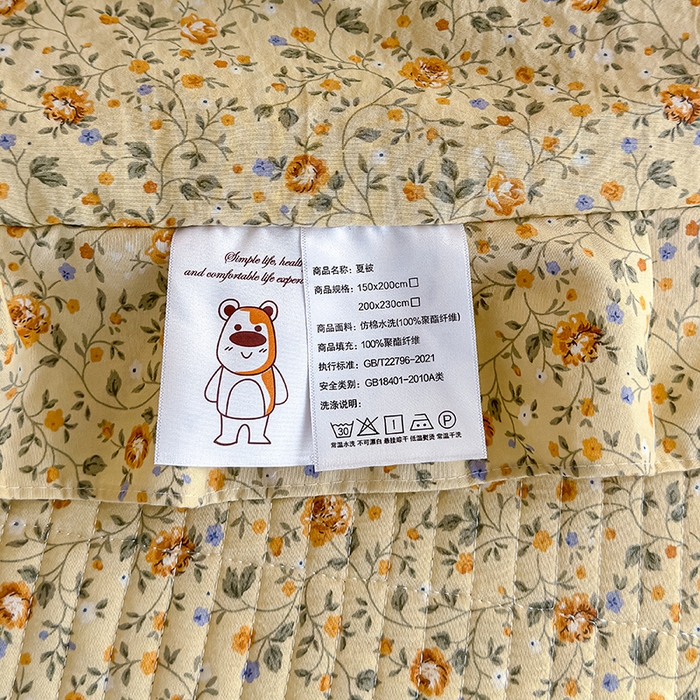 Simple life, health
and comfortable life exper
商品名称：夏被
商品规格：150x200cm□
200x230cm□
商品面料：仿棉水洗(100%聚酯纤维)
商品填充：100%聚酯纤维
执行标准：GB/T22796-2021
安全类别：GB18401-2010A类
洗涤说明：
30 P
常温水洗 不可漂白 悬挂晾干 低温熨烫 常温干洗